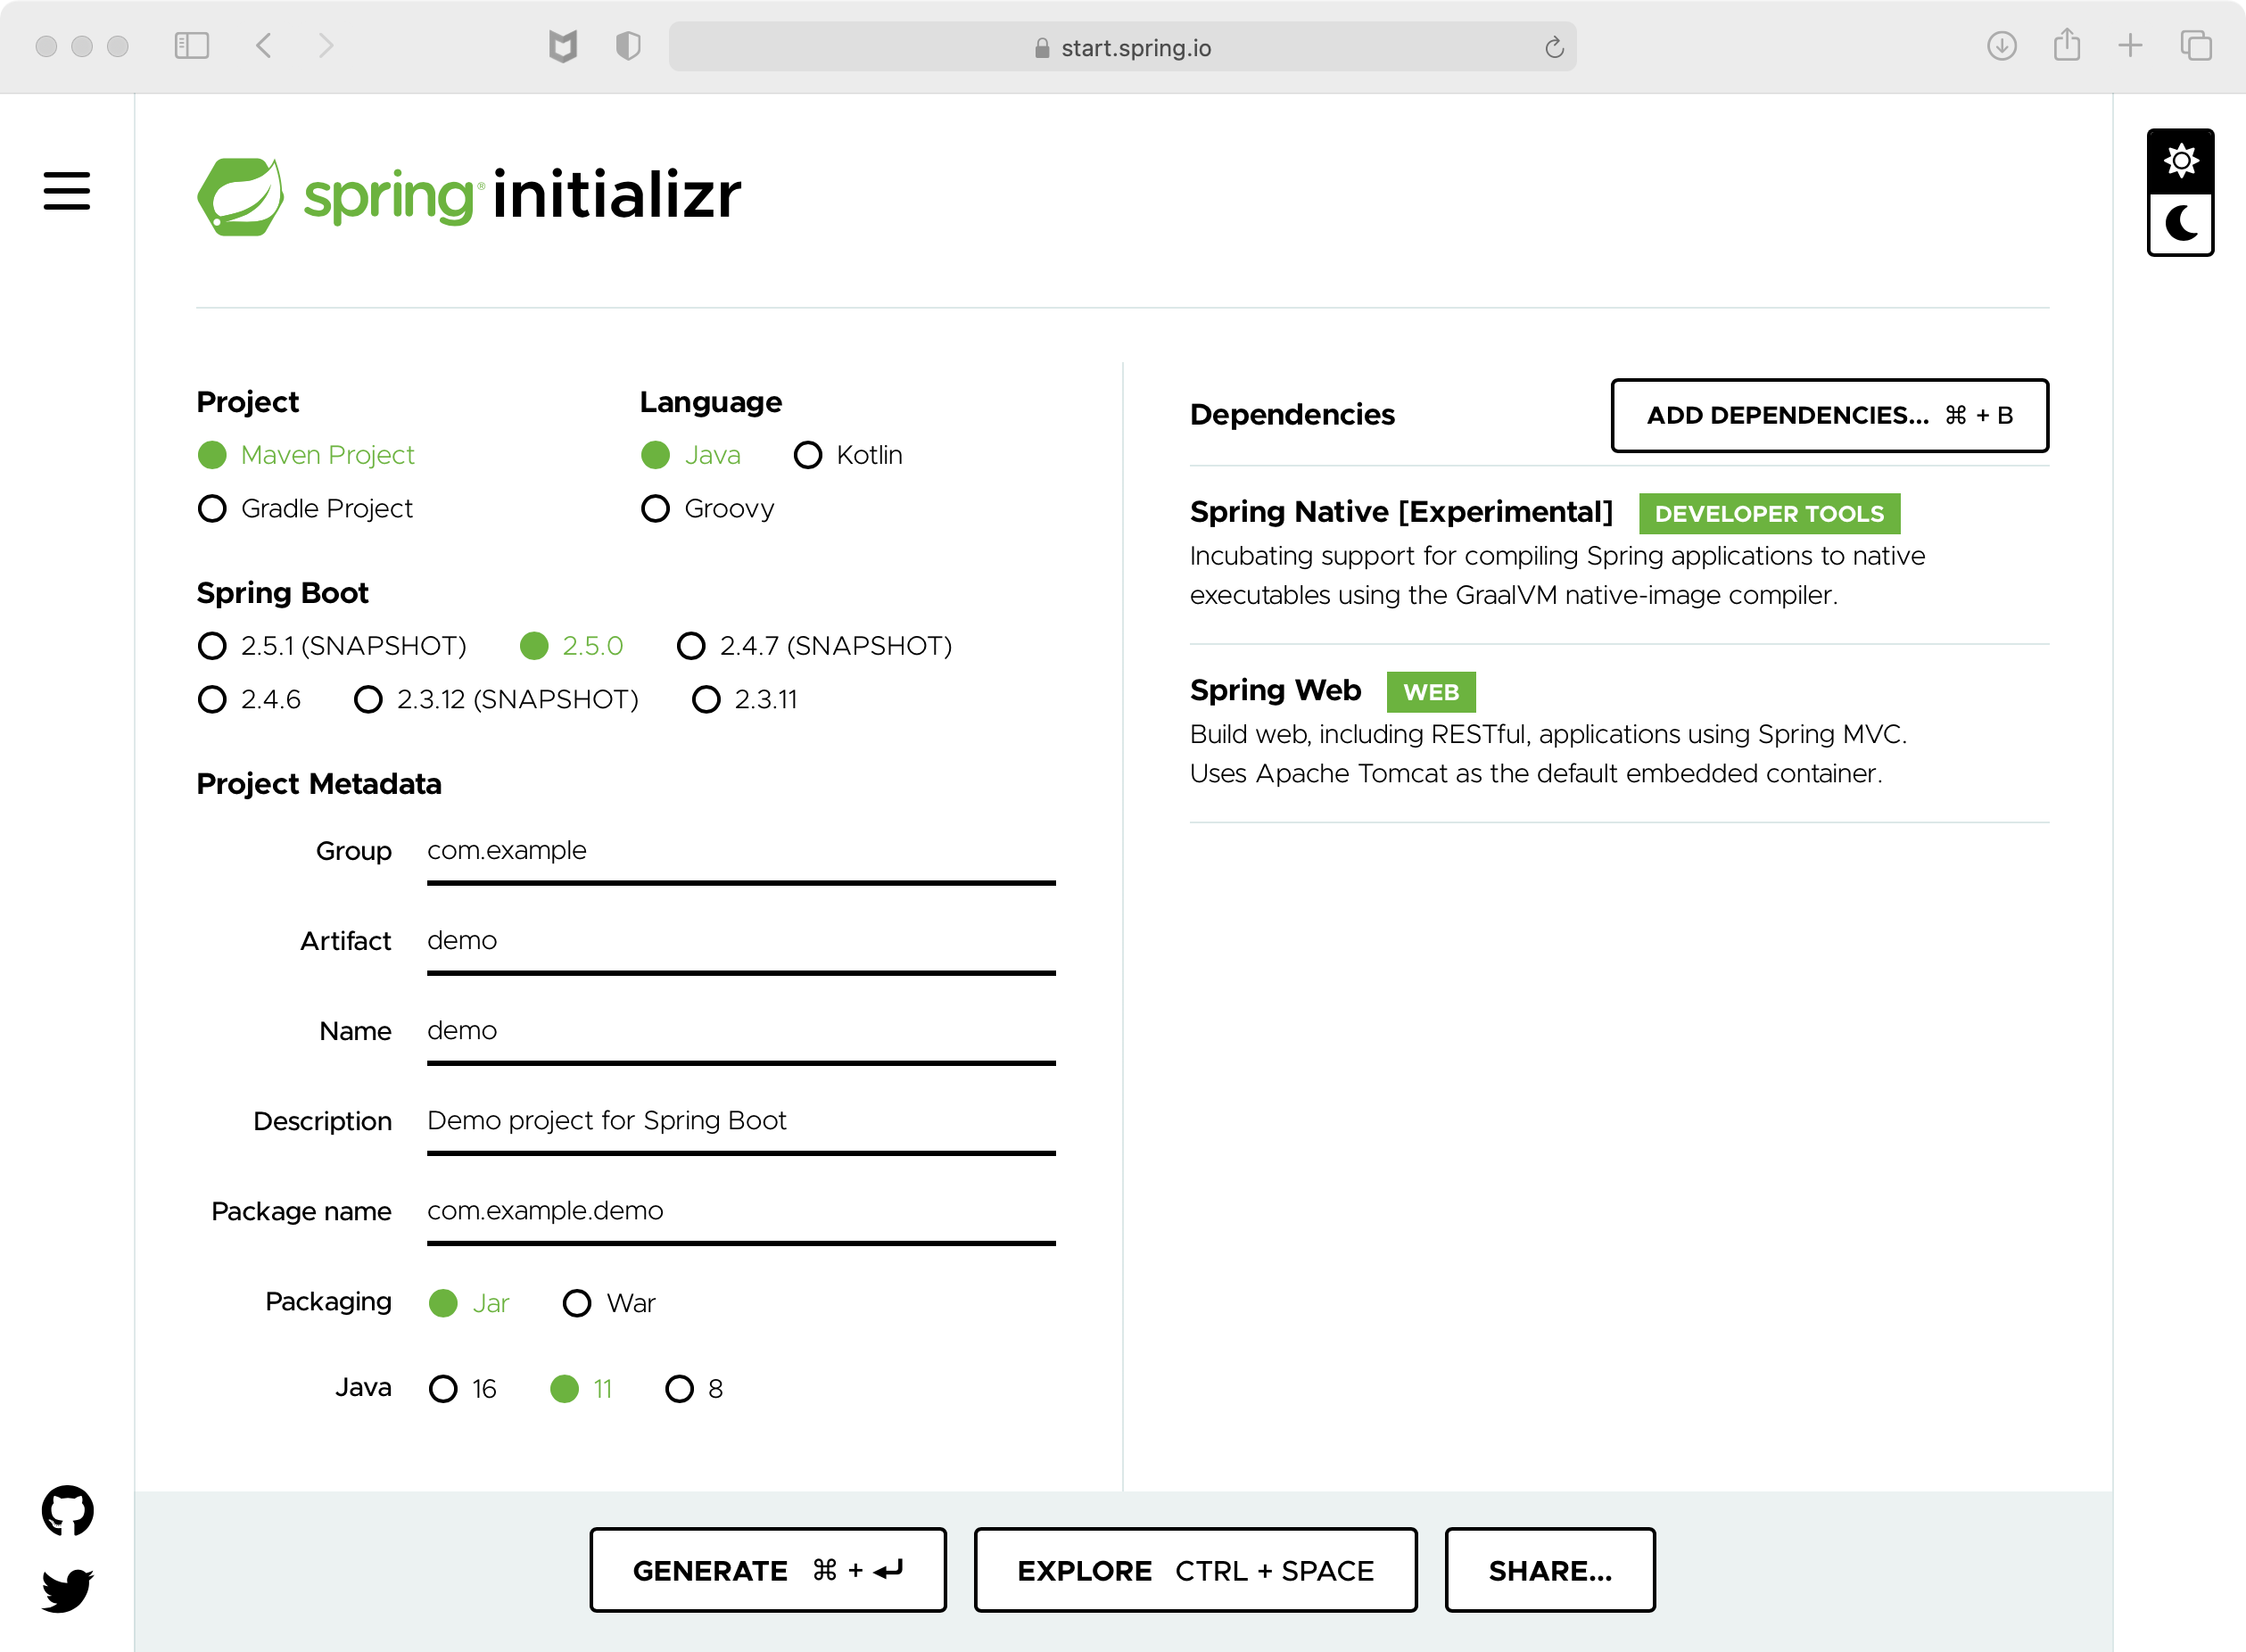 start.spring.io
spring® initializr
Project
Maven Project
Gradle Project
Language
Java Kotlin
Groovy
Spring Boot
2.5.1 (SNAPSHOT) 2.5.0 2.4.7 (SNAPSHOT)
2.4.6 2.3.12 (SNAPSHOT) 2.3.11
Project Metadata
Group com.example
Artifact demo
Name demo
Description Demo project for Spring Boot
Package name com.example.demo
Packaging Jar War
Java 16 11 8
Dependencies ADD DEPENDENCIES... ⌘ + B
Spring Native [Experimental] DEVELOPER TOOLS
Incubating support for compiling Spring applications to native
executables using the GraalVM native-image compiler.
Spring Web WEB
Build web, including RESTful, applications using Spring MVC.
Uses Apache Tomcat as the default embedded container.
GENERATE ⌘ + ⏎ EXPLORE CTRL + SPACE SHARE...